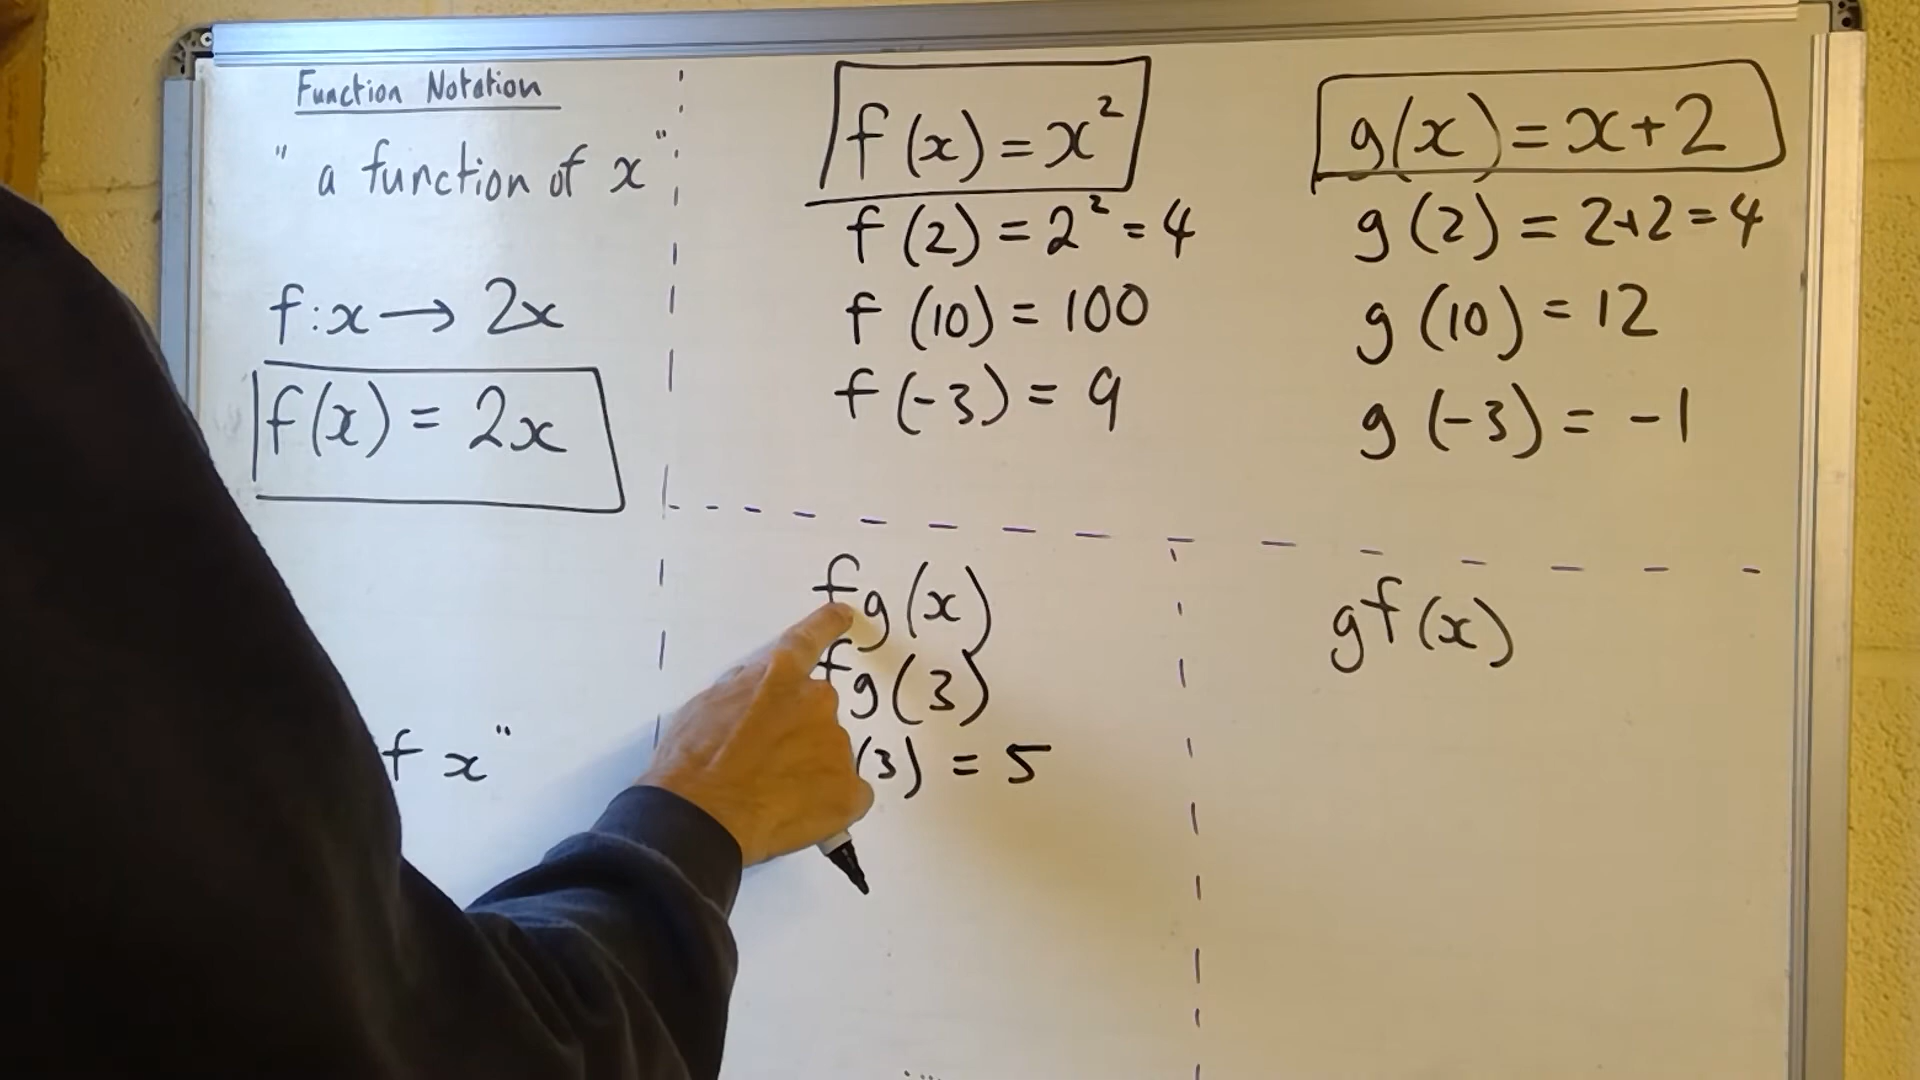 Function Notation
" a function of x "
f : x → 2x
f(x) = 2x
f x "
f(x) = x²
f(2) = 2² = 4
f(10) = 100
f(-3) = 9
g(x) = x+2
g(2) = 2+2 = 4
g(10) = 12
g(-3) = -1
fg(x)
fg(3)
(3) = 5
gf(x)